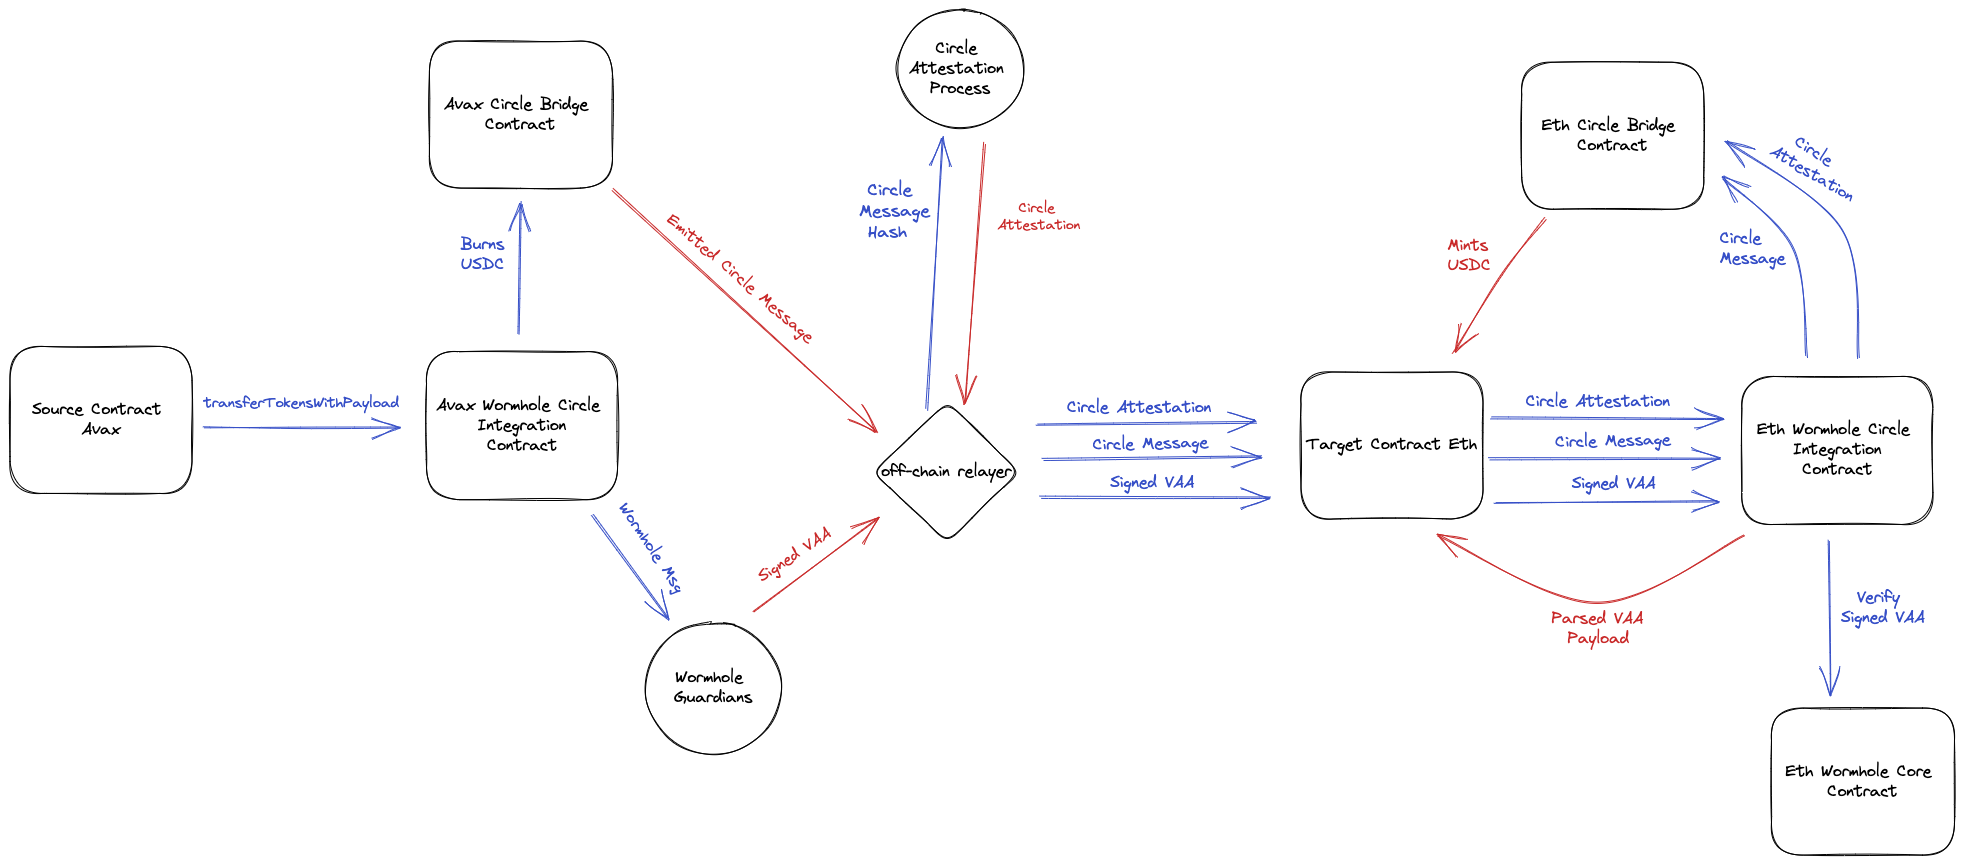 Circle
Attestation
Process
Avax Circle Bridge
Contract
Eth Circle Bridge
Contract
Circle
Attestation
Circle
Message
Hash
Circle
Attestation
Burns
USDC
Emitted Circle Message
Mints
USDC
Circle
Message
Source Contract
Avax
transferTokensWithPayload
Avax Wormhole Circle
Integration
Contract
off-chain relayer
Circle Attestation
Circle Message
Signed VAA
Target Contract Eth
Circle Attestation
Circle Message
Signed VAA
Eth Wormhole Circle
Integration
Contract
Wormhole Msg
Signed VAA
Parsed VAA
Payload
Verify
Signed VAA
Wormhole
Guardians
Eth Wormhole Core
Contract